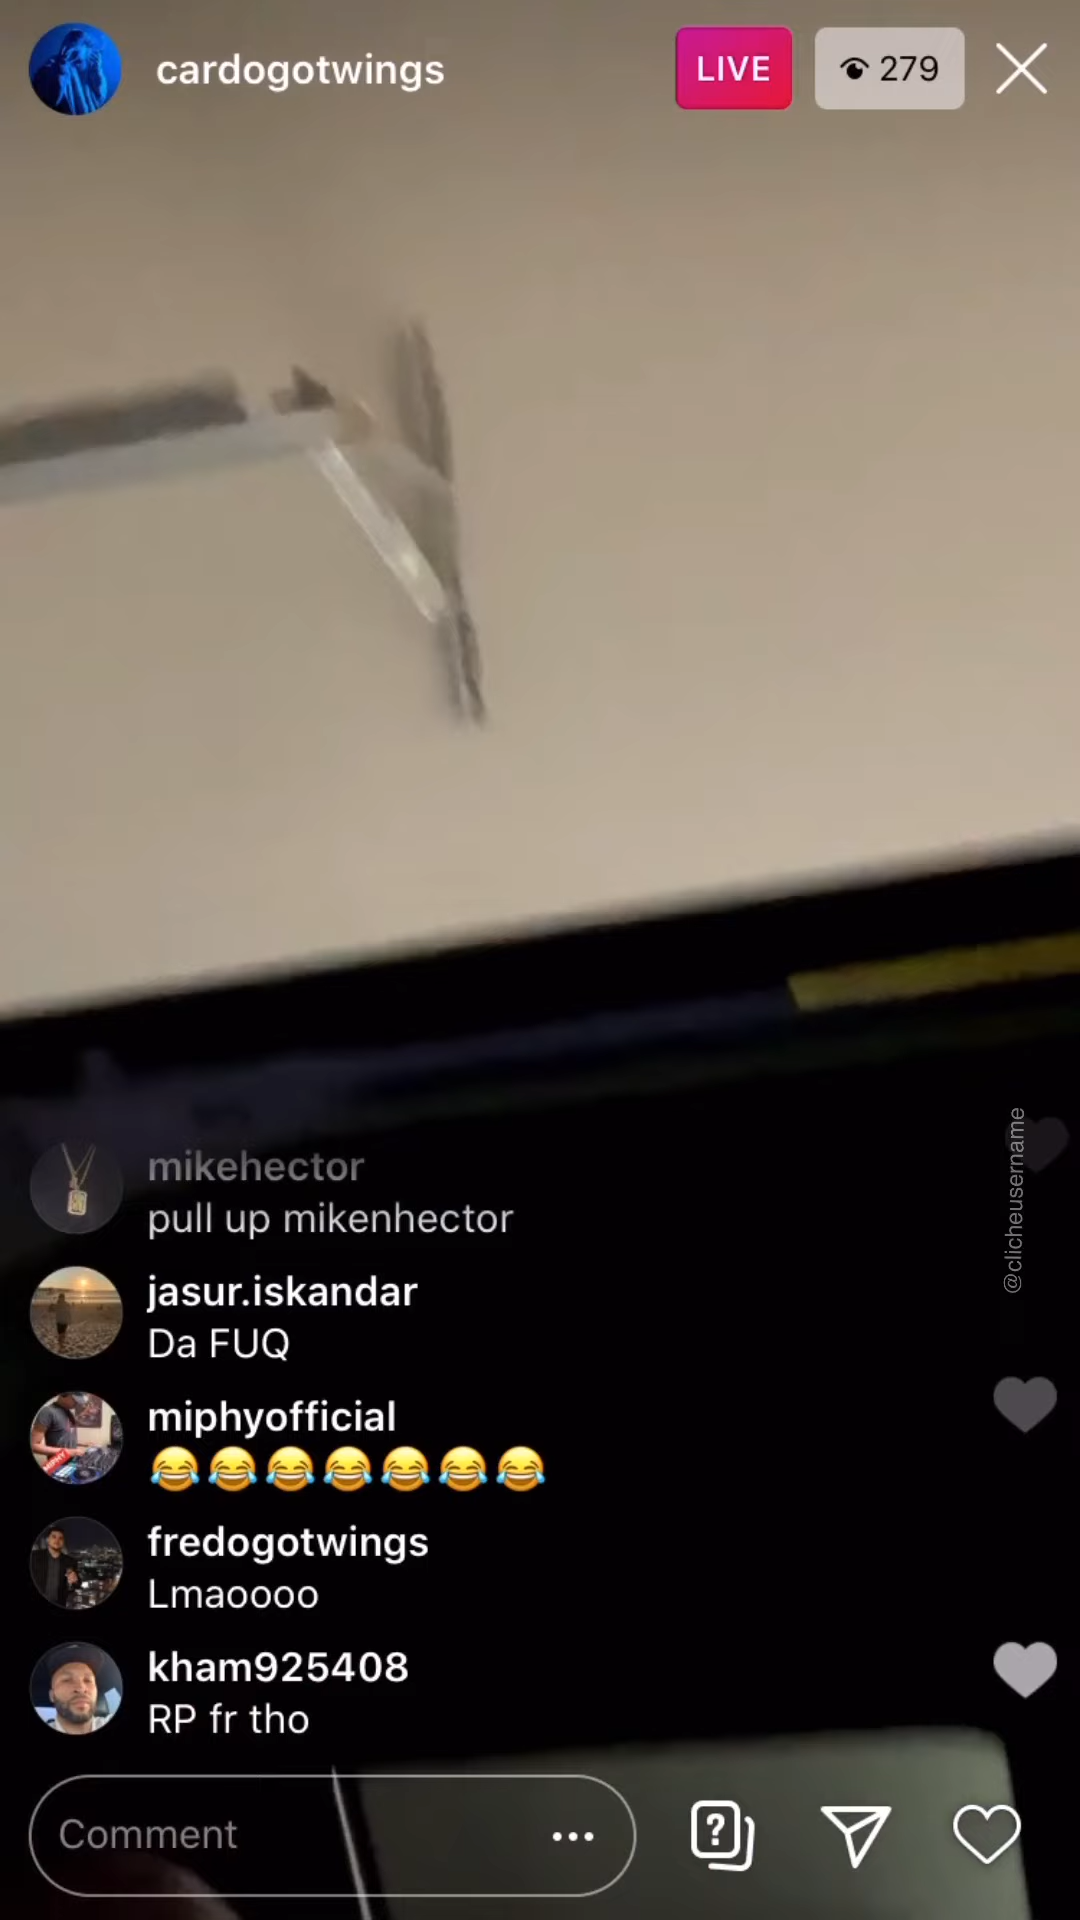 cardogotwings
LIVE
279
mikehector
pull up mikenhector
jasur.iskandar
Da FUQ
miphyofficial
😂😂😂😂😂😂😂
fredogotwings
Lmaoooo
kham925408
RP fr tho
Comment
@clicheusername